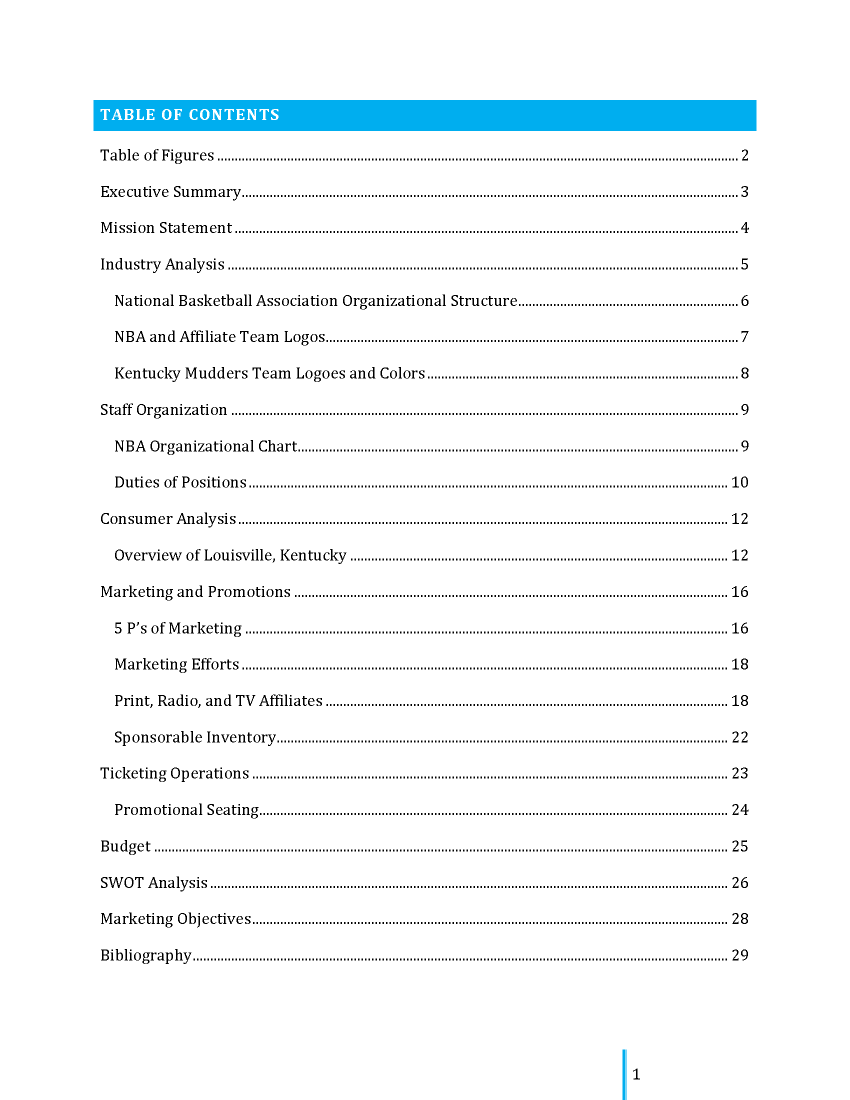 TABLE OF CONTENTS
Table of Figures ........ 2
Executive Summary ........ 3
Mission Statement ........ 4
Industry Analysis ........ 5
National Basketball Association Organizational Structure ........ 6
NBA and Affiliate Team Logos ........ 7
Kentucky Mudders Team Logoes and Colors ........ 8
Staff Organization ........ 9
NBA Organizational Chart ........ 9
Duties of Positions ........ 10
Consumer Analysis ........ 12
Overview of Louisville, Kentucky ........ 12
Marketing and Promotions ........ 16
5 P’s of Marketing ........ 16
Marketing Efforts ........ 18
Print, Radio, and TV Affiliates ........ 18
Sponsorable Inventory ........ 22
Ticketing Operations ........ 23
Promotional Seating ........ 24
Budget ........ 25
SWOT Analysis ........ 26
Marketing Objectives ........ 28
Bibliography ........ 29
1